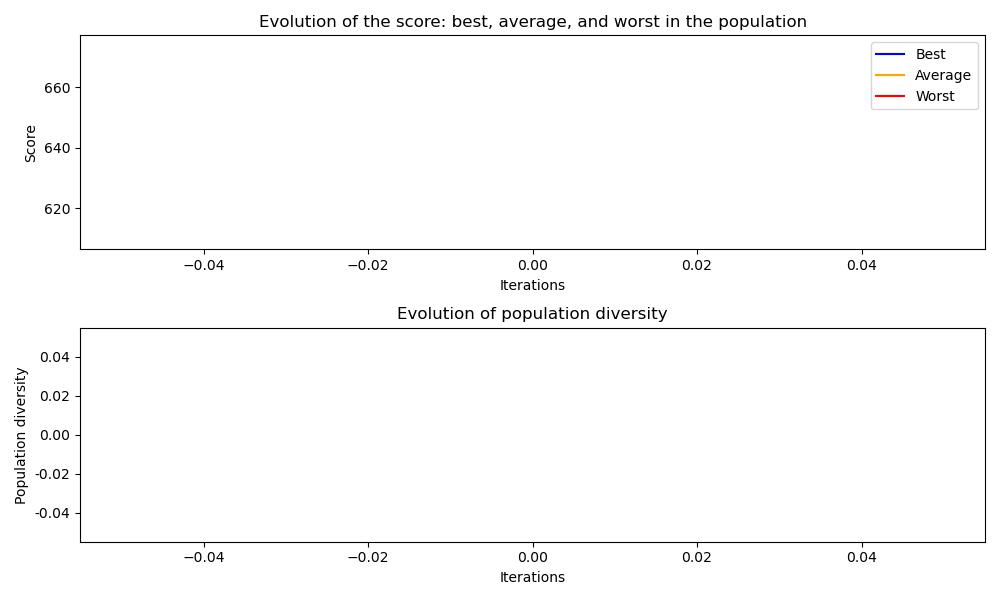 Evolution of the score: best, average, and worst in the population
Best
Average
Worst
660
640
620
Score
−0.04
−0.02
0.00
0.02
0.04
Iterations
Evolution of population diversity
0.04
0.02
0.00
-0.02
-0.04
Population diversity
−0.04
−0.02
0.00
0.02
0.04
Iterations